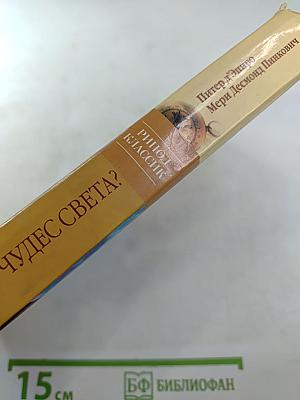 Питер д'Эпиро
Мери Десмонд Пинкович
РИПОЛ
КЛАССИК
ЧУДЕС СВЕТА?
15 см
БФ БИБЛИОФАН